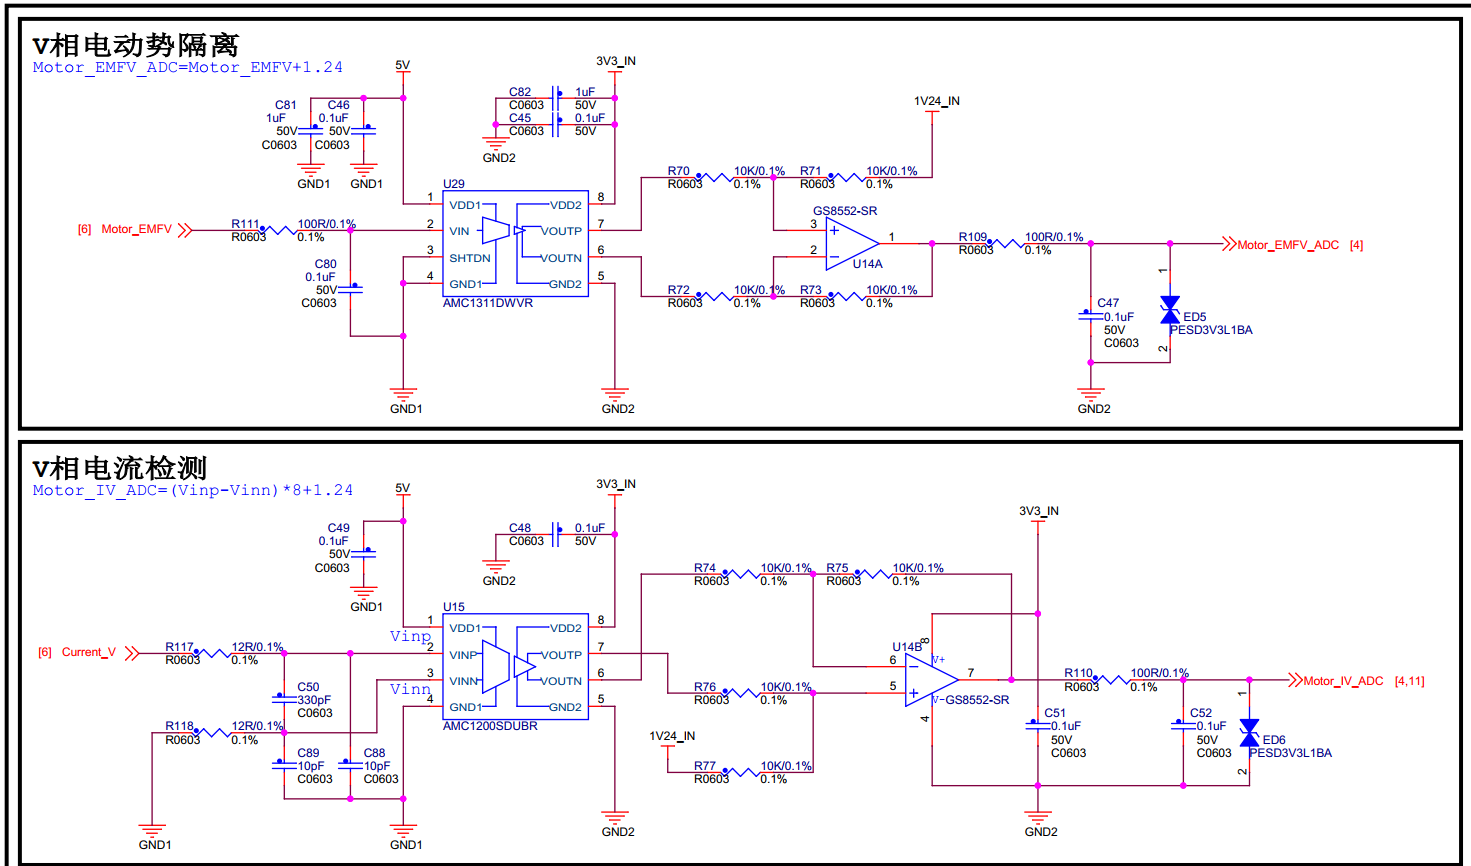 V相电动势隔离
Motor_EMFV_ADC=Motor_EMFV+1.24
5V
3V3_IN
C81
1uF
50V
C0603
C46
0.1uF
50V
C0603
GND1
GND1
C82
C0603
1uF
50V
C45
C0603
0.1uF
50V
GND2
1V24_IN
R70
R0603
10K/0.1%
0.1%
R71
R0603
10K/0.1%
0.1%
U29
1
VDD1
VDD2
8
2
VIN
VOUTP
7
3
SHTDN
VOUTN
6
4
GND1
GND2
5
AMC1311DWVR
[6] Motor_EMFV
R111
R0603
100R/0.1%
0.1%
C80
0.1uF
50V
C0603
GS8552-SR
3
+
2
−
1
U14A
R72
R0603
10K/0.1%
0.1%
R73
R0603
10K/0.1%
0.1%
R109
R0603
100R/0.1%
0.1%
Motor_EMFV_ADC [4]
C47
0.1uF
50V
C0603
1
ED5
PESD3V3L1BA
2
GND1
GND2
GND2
V相电流检测
Motor_IV_ADC=(Vinp-Vinn)*8+1.24
5V
3V3_IN
3V3_IN
C49
0.1uF
50V
C0603
GND1
C48
C0603
0.1uF
50V
GND2
R74
R0603
10K/0.1%
0.1%
R75
R0603
10K/0.1%
0.1%
U15
Vinp
Vinn
1
VDD1
VDD2
8
2
VINP
VOUTP
7
3
VINN
VOUTN
6
4
GND1
GND2
5
AMC1200SDUBR
[6] Current_V
R117
R0603
12R/0.1%
0.1%
C50
330pF
C0603
R118
R0603
12R/0.1%
0.1%
C89
10pF
C0603
C88
10pF
C0603
R76
R0603
10K/0.1%
0.1%
1V24_IN
R77
R0603
10K/0.1%
0.1%
U14B
8
V+
6
−
5
+
7
V−
4
GS8552-SR
R110
R0603
100R/0.1%
0.1%
Motor_IV_ADC [4,11]
C51
0.1uF
50V
C0603
C52
0.1uF
50V
C0603
1
ED6
PESD3V3L1BA
2
GND1
GND1
GND2
GND2